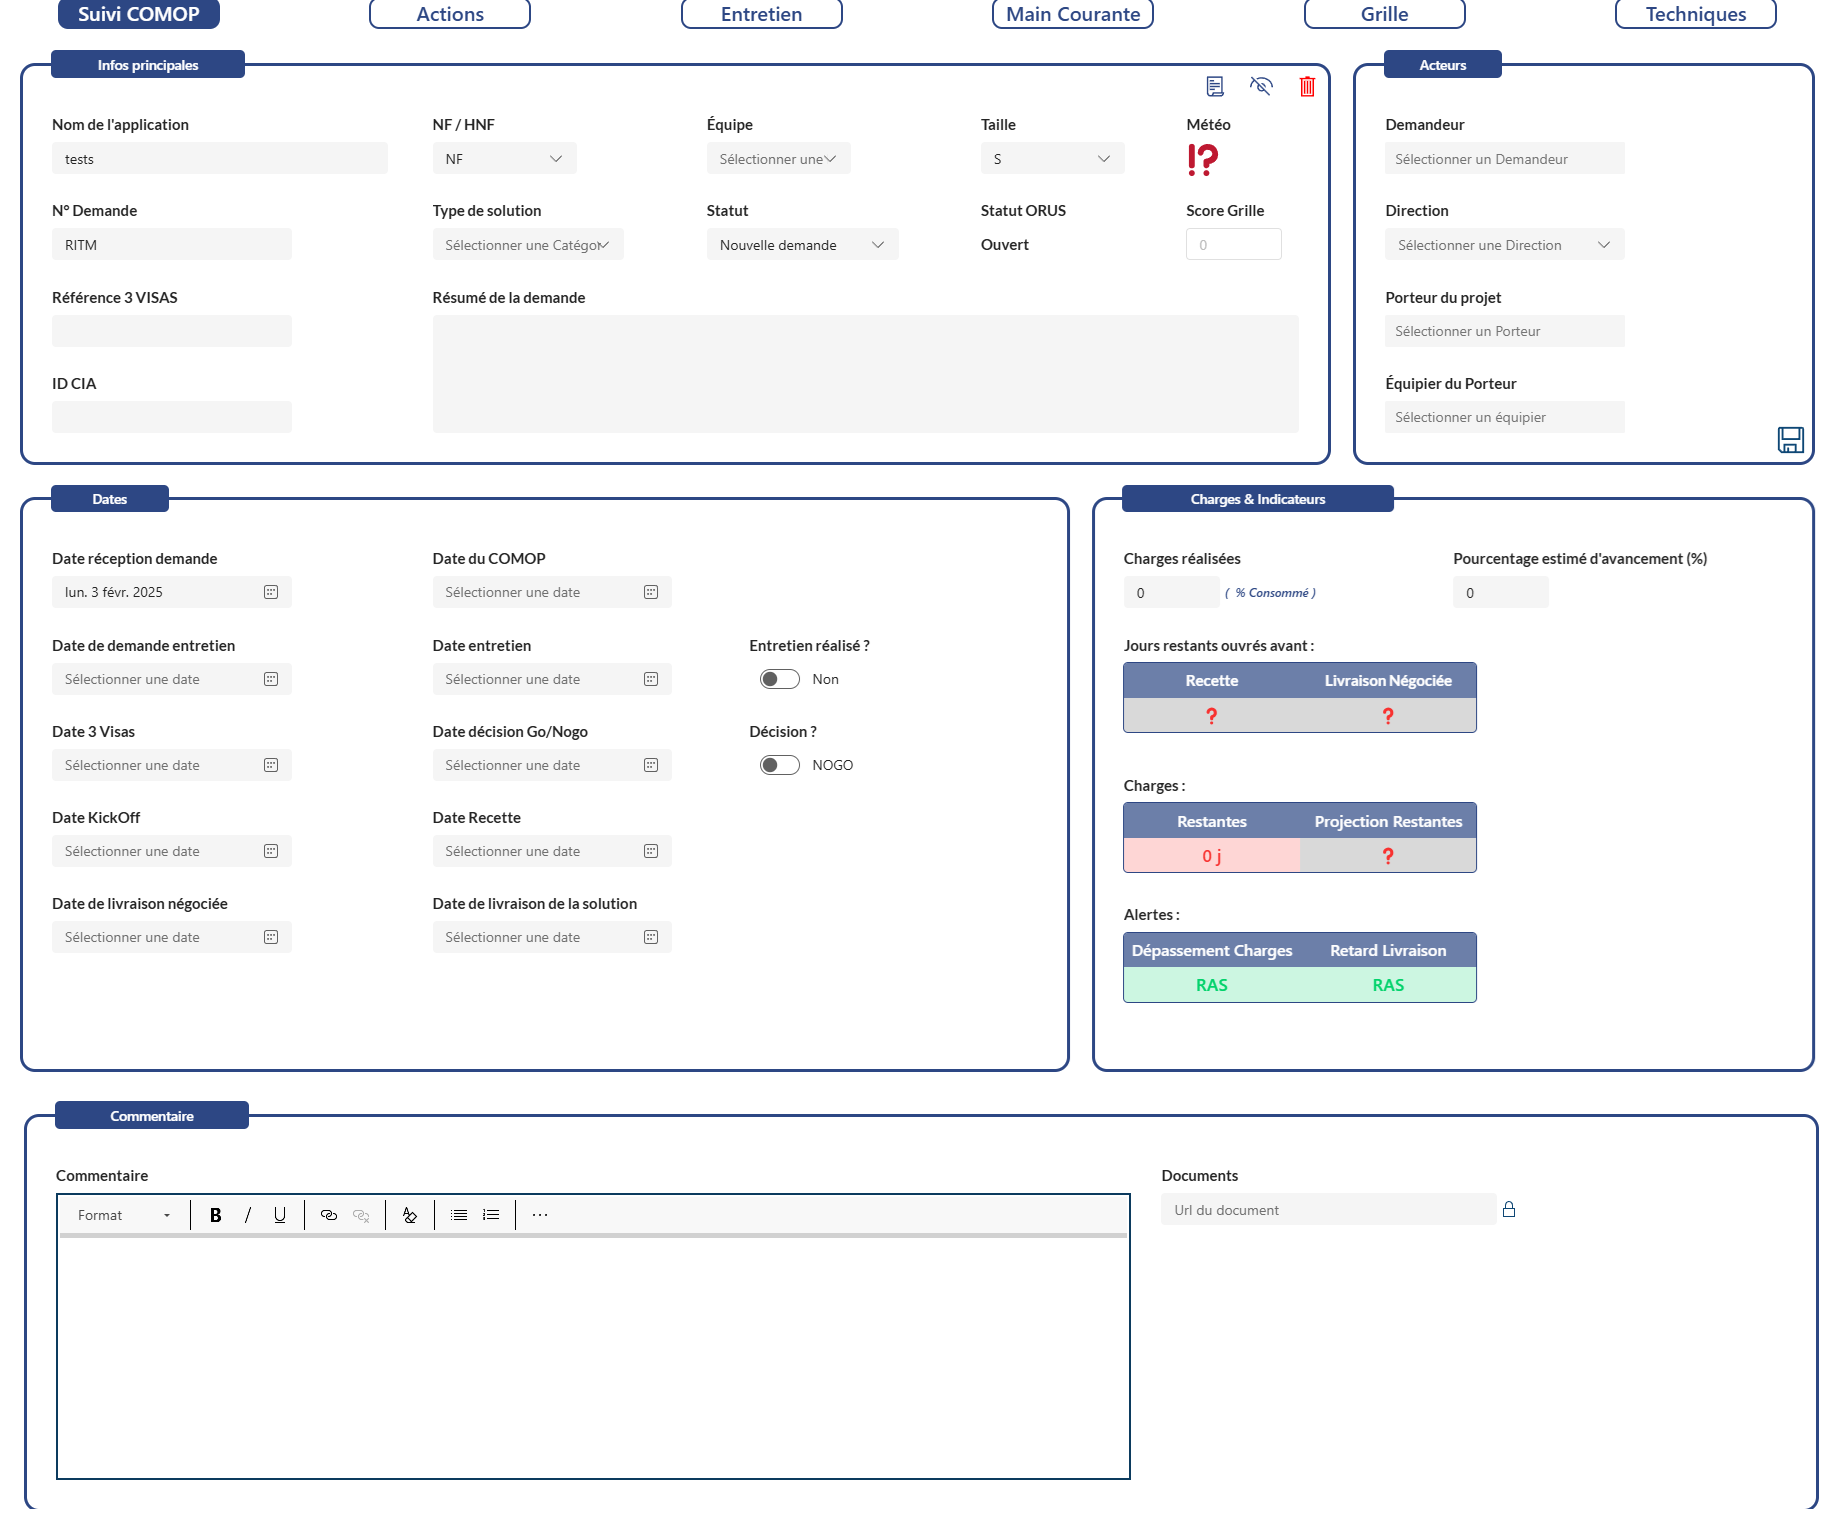 Suivi COMOP
Actions
Entretien
Main Courante
Grille
Techniques
Infos principales
Nom de l'application
NF / HNF
Équipe
Taille
Météo
tests
NF
Sélectionner une
S
!?
N° Demande
Type de solution
Statut
Statut ORUS
Score Grille
RITM
Sélectionner une Catégor
Nouvelle demande
Ouvert
0
Référence 3 VISAS
Résumé de la demande
ID CIA
Acteurs
Demandeur
Sélectionner un Demandeur
Direction
Sélectionner une Direction
Porteur du projet
Sélectionner un Porteur
Équipier du Porteur
Sélectionner un équipier
Dates
Date réception demande
Date du COMOP
lun. 3 févr. 2025
Sélectionner une date
Date de demande entretien
Date entretien
Entretien réalisé ?
Sélectionner une date
Sélectionner une date
Non
Date 3 Visas
Date décision Go/Nogo
Décision ?
Sélectionner une date
Sélectionner une date
NOGO
Date KickOff
Date Recette
Sélectionner une date
Sélectionner une date
Date de livraison négociée
Date de livraison de la solution
Sélectionner une date
Sélectionner une date
Charges & Indicateurs
Charges réalisées
Pourcentage estimé d'avancement (%)
0
( % Consommé )
0
Jours restants ouvrés avant :
Recette
Livraison Négociée
?
?
Charges :
Restantes
Projection Restantes
0 j
?
Alertes :
Dépassement Charges
Retard Livraison
RAS
RAS
Commentaire
Commentaire
Documents
Format
B
I
U
Url du document